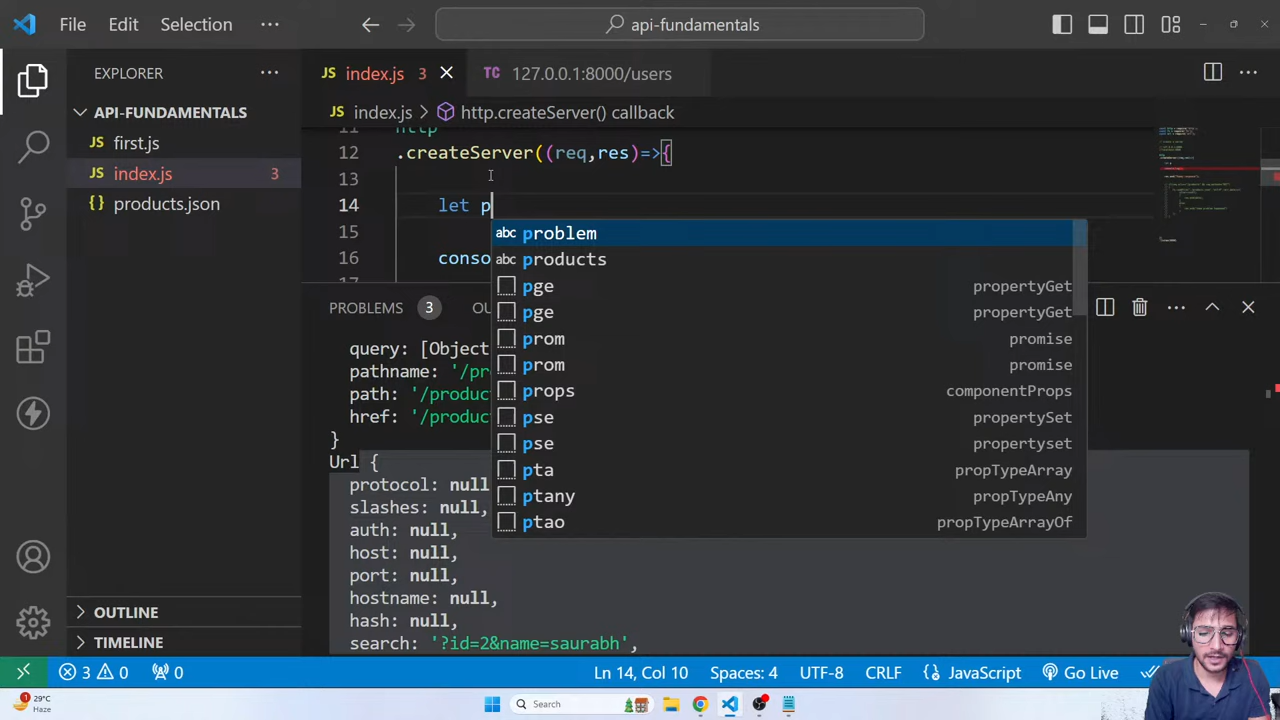 File Edit Selection ··· api-fundamentals
EXPLORER ···
JS index.js 3
TC 127.0.0.1:8000/users
API-FUNDAMENTALS
JS first.js
JS index.js 3
{} products.json
JS index.js > http.createServer() callback
11 http
12 .createServer((req,res)=>{
13
14 let p
15
16 conso
17
abc problem
abc products
pge propertyGet
pge propertyGet
prom promise
prom promise
props componentProps
pse propertySet
pse propertyset
pta propTypeArray
ptany propTypeAny
ptao propTypeArrayOf
PROBLEMS 3 OU
query: [Object
pathname: '/pr
path: '/produc
href: '/produc
}
Url {
protocol: null
slashes: null,
auth: null,
host: null,
port: null,
hostname: null,
hash: null,
search: '?id=2&name=saurabh',
OUTLINE
TIMELINE
3 0 0 Ln 14, Col 10 Spaces: 4 UTF-8 CRLF {} JavaScript Go Live
1 29°C
Haze
Search